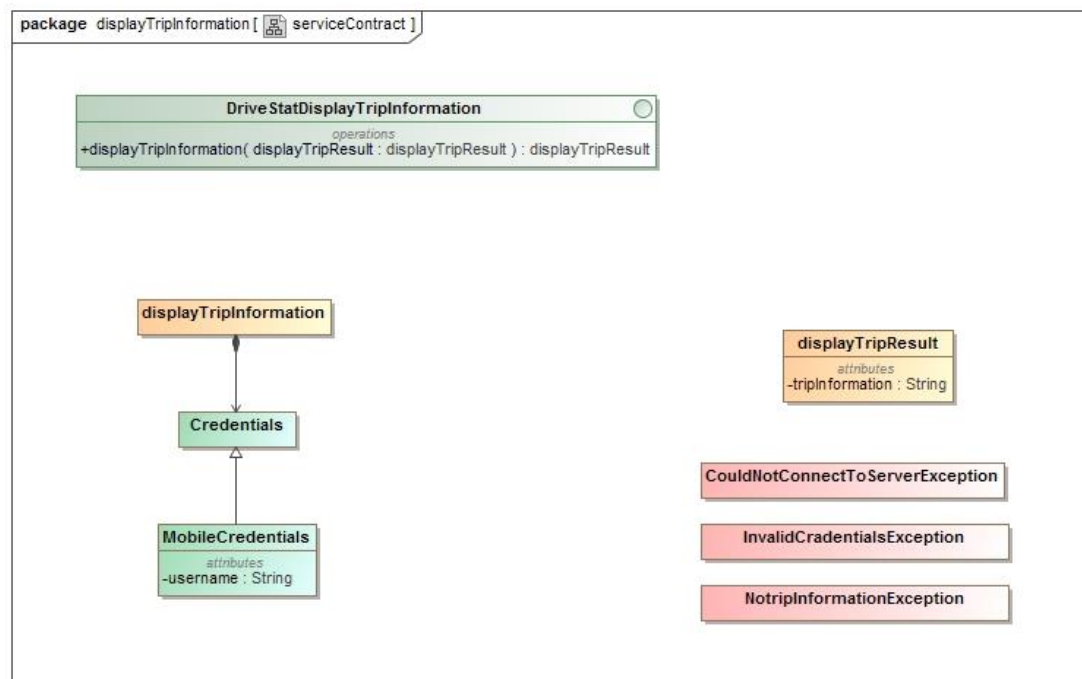 package displayTripInformation [ serviceContract ]
DriveStatDisplayTripInformation
operations
+displayTripInformation( displayTripResult : displayTripResult ) : displayTripResult
displayTripInformation
displayTripResult
attributes
-tripInformation : String
Credentials
CouldNotConnectToServerException
MobileCredentials
attributes
-username : String
InvalidCradentialsException
NotripInformationException